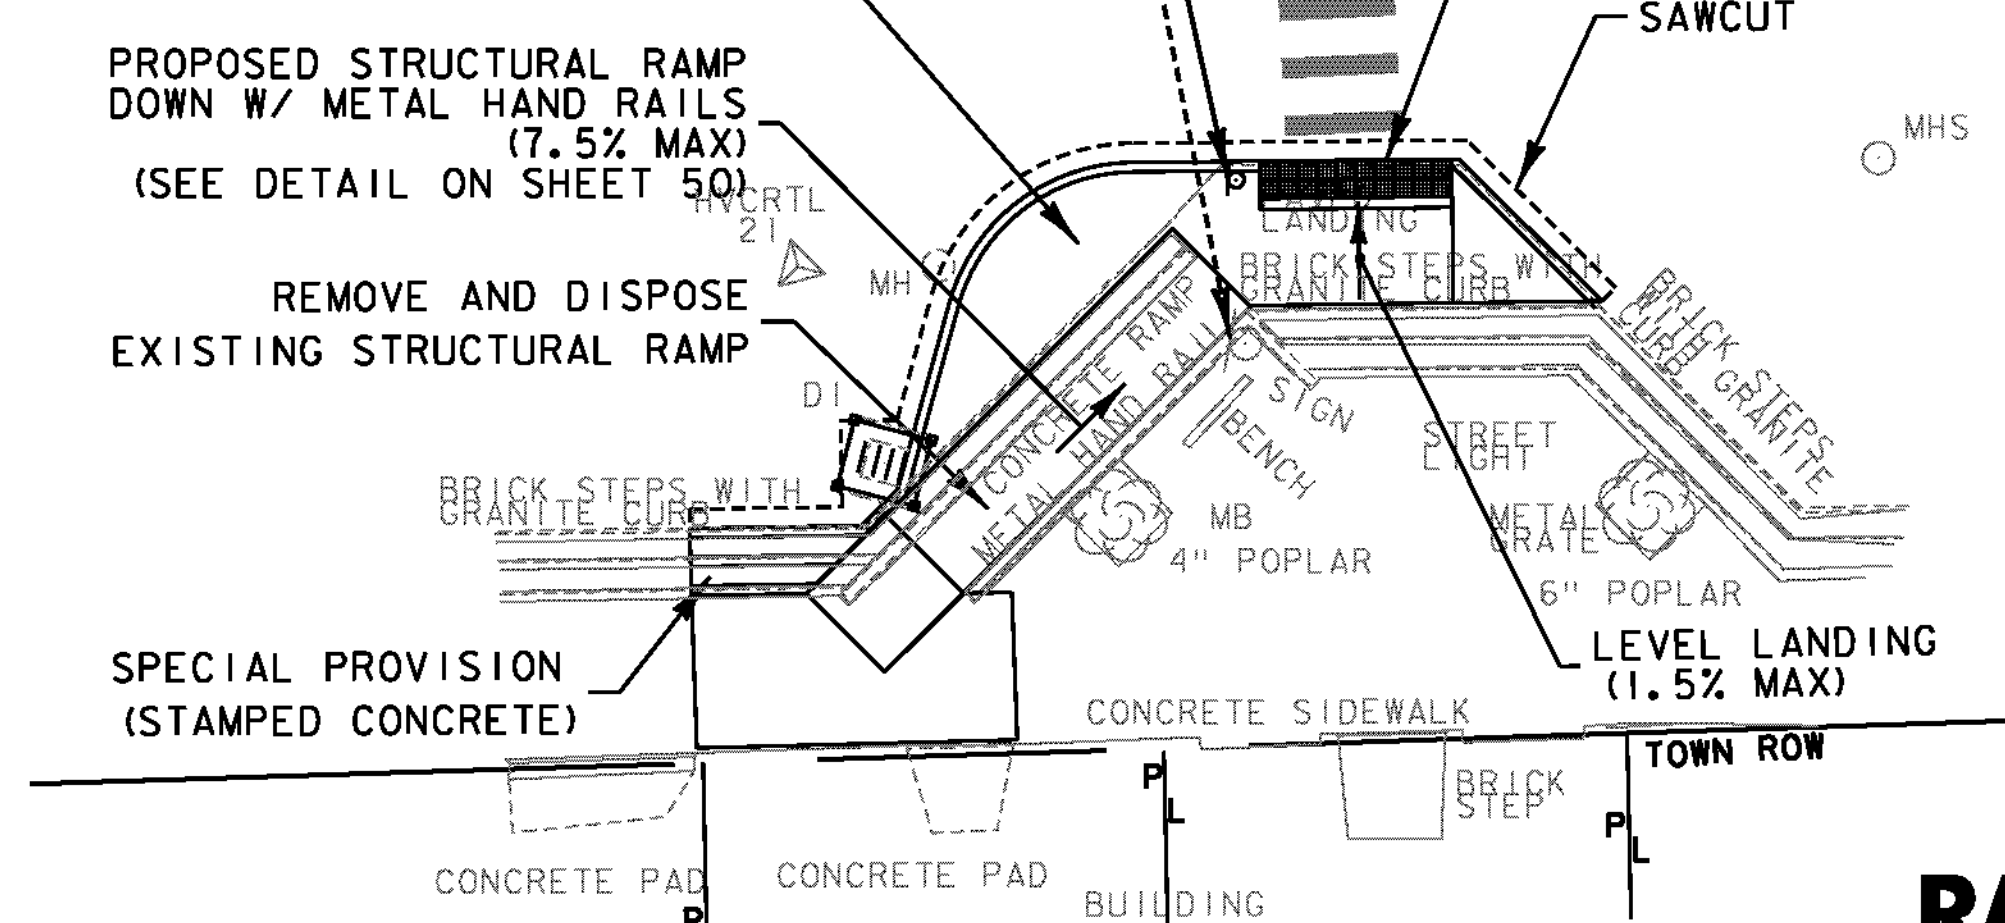 SAWCUT
PROPOSED STRUCTURAL RAMP
DOWN W/ METAL HAND RAILS
(7.5% MAX)
(SEE DETAIL ON SHEET 50)
HVCRTL
21
MHS
MH
LANDING
BRICK STEPS WITH
GRANITE CURB
REMOVE AND DISPOSE
EXISTING STRUCTURAL RAMP
BRICK STEPS
W/ GRANITE
CURB
DI
CONCRETE RAMP
METAL HAND RAIL
SIGN
BENCH
STREET
LIGHT
BRICK STEPS WITH
GRANITE CURB
MB
4" POPLAR
METAL
GRATE
6" POPLAR
SPECIAL PROVISION
(STAMPED CONCRETE)
LEVEL LANDING
(1.5% MAX)
CONCRETE SIDEWALK
TOWN ROW
BRICK
STEP
P
L
P
L
CONCRETE PAD
CONCRETE PAD
BUILDING
P
RA